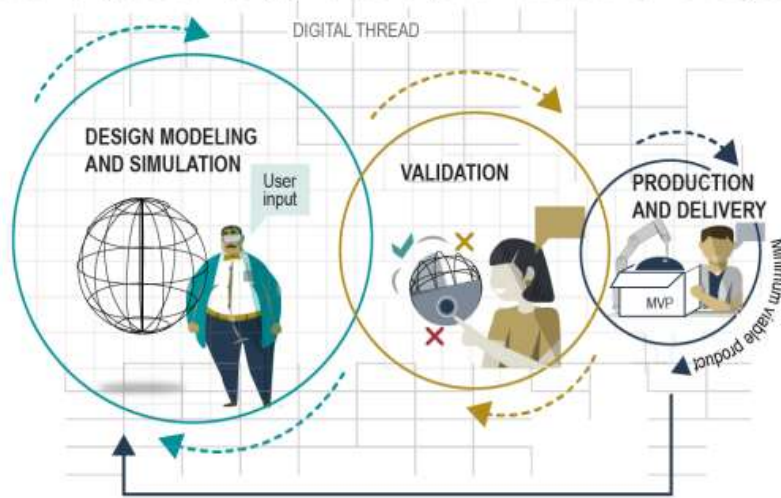 DIGITAL THREAD
DESIGN MODELING
AND SIMULATION
User
input
VALIDATION
PRODUCTION
AND DELIVERY
MVP
Minimum viable product